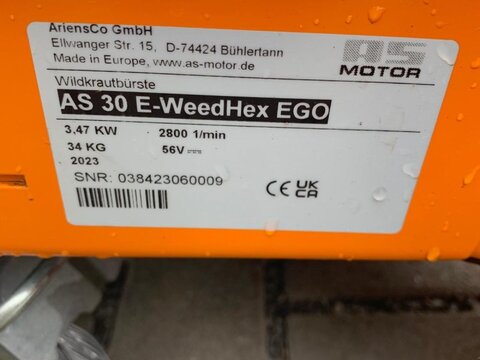 AriensCo GmbH
Ellwanger Str. 15, D-74424 Bühlertann
Made in Europe, www.as-motor.de
AS
MOTOR
Wildkrautbürste
AS 30 E-WeedHex EGO
3,47 KW 2800 1/min
34 KG 56V
2023
SNR: 038423060009
CE UK CA